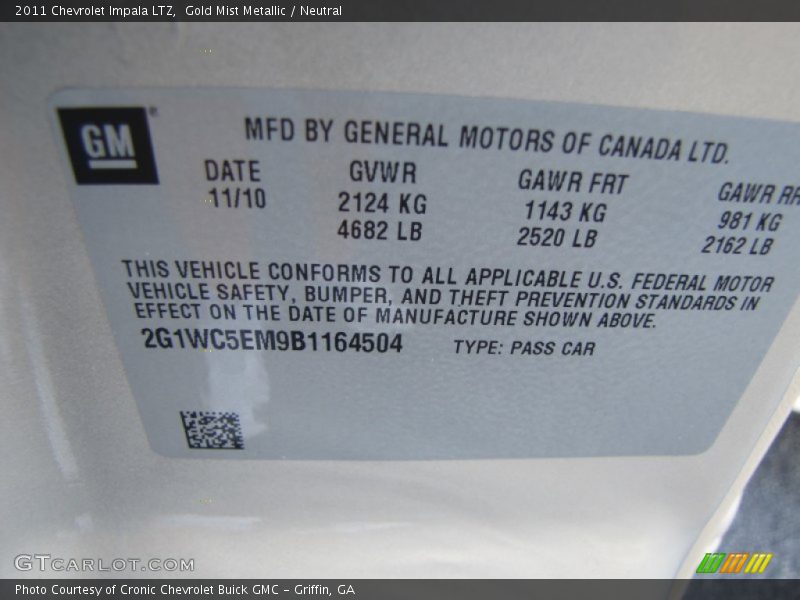 2011 Chevrolet Impala LTZ, Gold Mist Metallic / Neutral
GM ®
MFD BY GENERAL MOTORS OF CANADA LTD.
DATE GVWR GAWR FRT GAWR RR
11/10 2124 KG 1143 KG 981 KG
4682 LB 2520 LB 2162 LB
THIS VEHICLE CONFORMS TO ALL APPLICABLE U.S. FEDERAL MOTOR
VEHICLE SAFETY, BUMPER, AND THEFT PREVENTION STANDARDS IN
EFFECT ON THE DATE OF MANUFACTURE SHOWN ABOVE.
2G1WC5EM9B1164504 TYPE: PASS CAR
GTCARLOT.COM
Photo Courtesy of Cronic Chevrolet Buick GMC - Griffin, GA